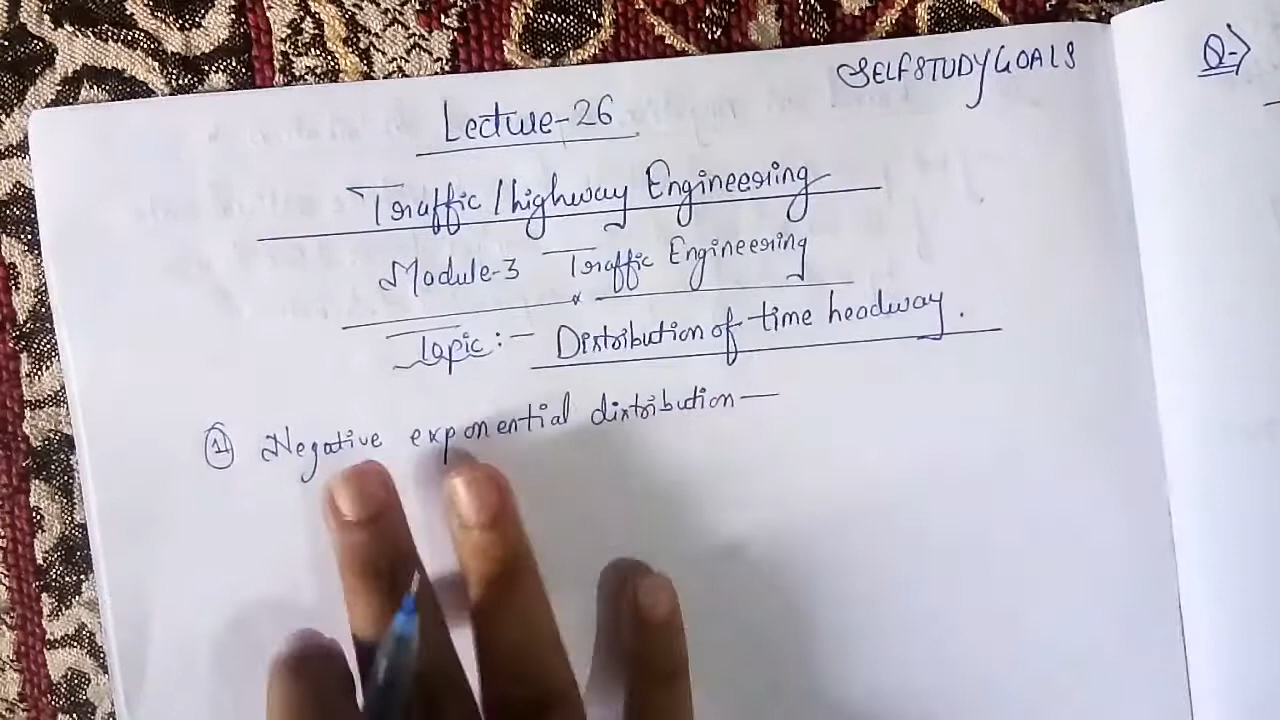 SELFSTUDYGOALS
Lecture-26
Traffic/highway Engineering
Module-3 Traffic Engineering
Topic:- Distribution of time headway.
① Negative exponential distribution—
Q→